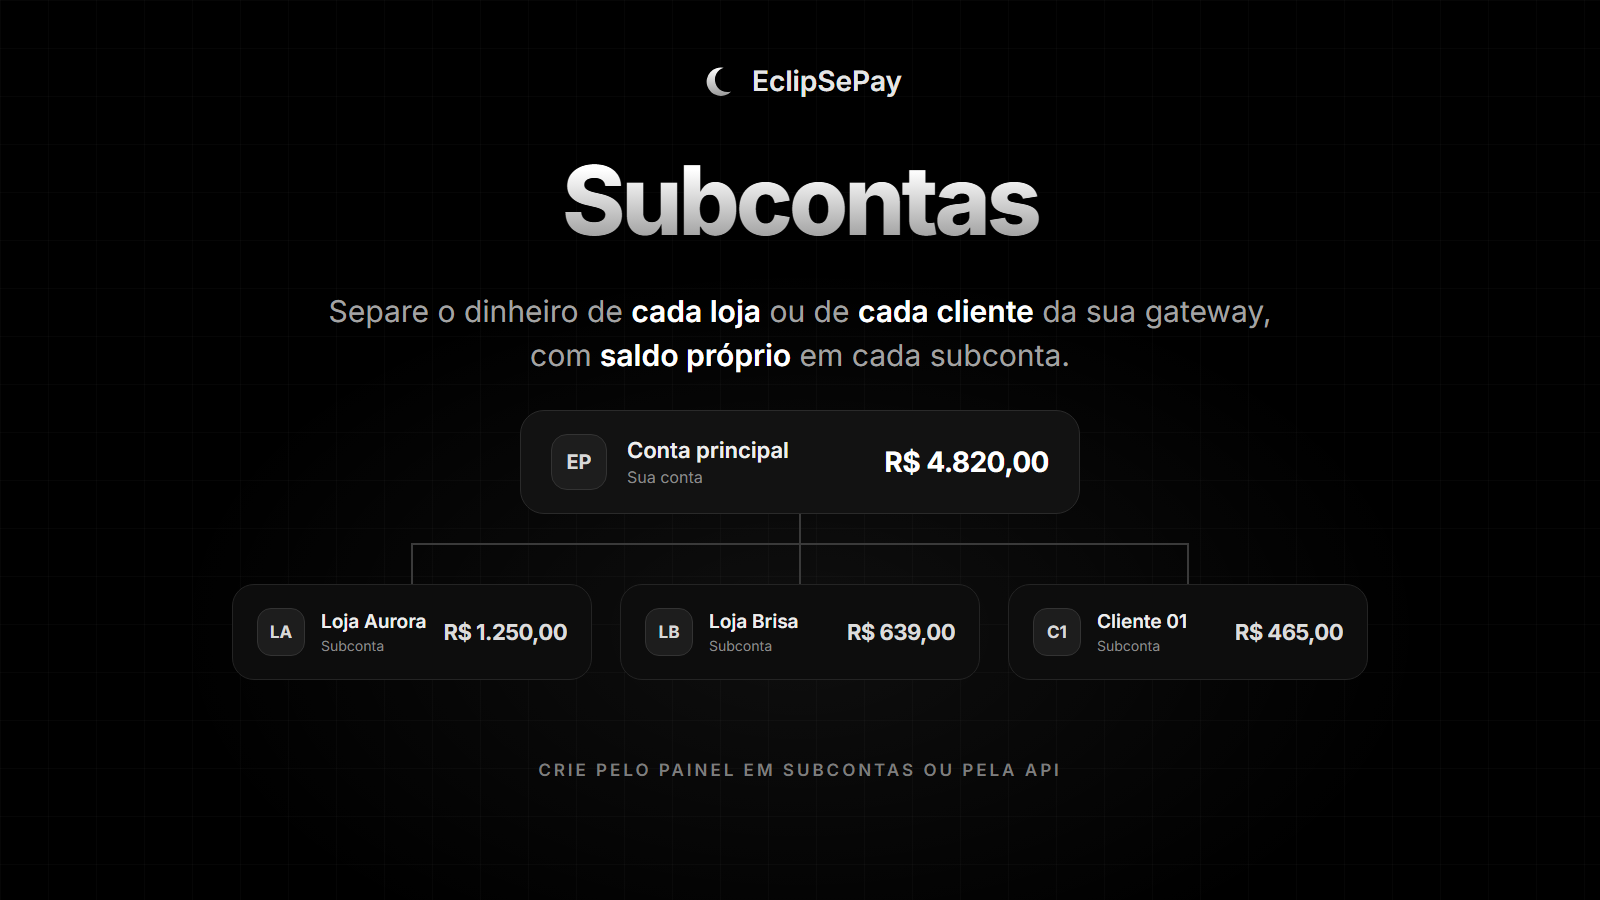 EclipSePay
Subcontas
Separe o dinheiro de cada loja ou de cada cliente da sua gateway,
com saldo próprio em cada subconta.
EP
Conta principal
Sua conta
R$ 4.820,00
LA
Loja Aurora
Subconta
R$ 1.250,00
LB
Loja Brisa
Subconta
R$ 639,00
C1
Cliente 01
Subconta
R$ 465,00
CRIE PELO PAINEL EM SUBCONTAS OU PELA API